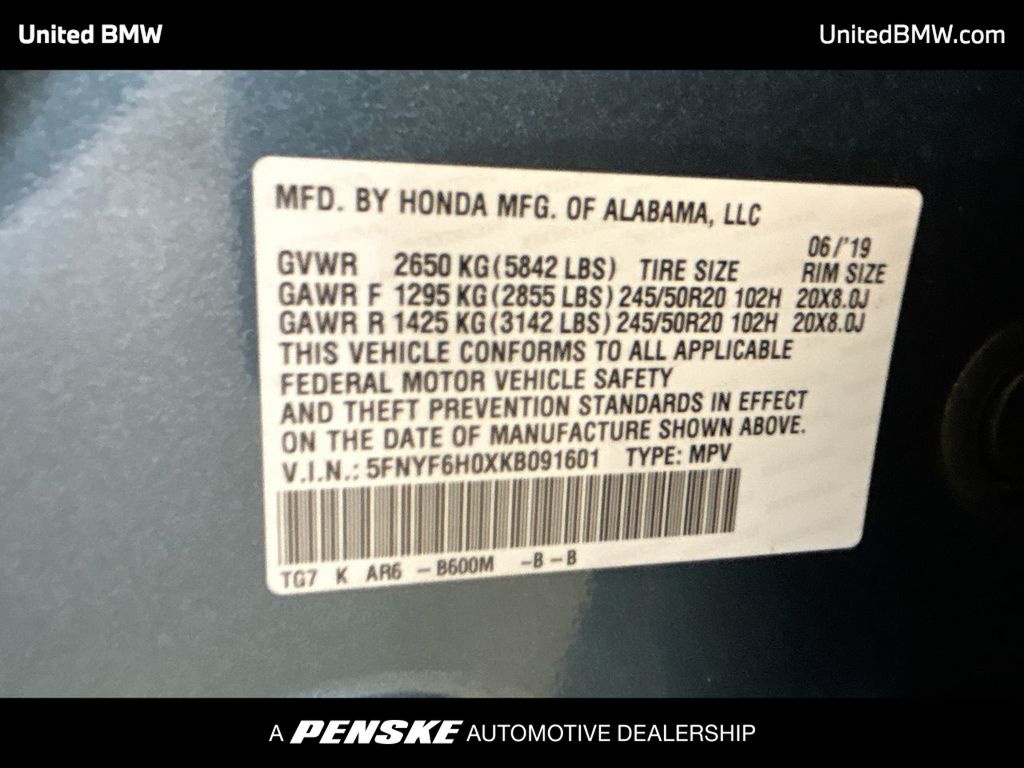 United BMW
UnitedBMW.com
MFD. BY HONDA MFG. OF ALABAMA, LLC
06/'19
GVWR 2650 KG (5842 LBS) TIRE SIZE RIM SIZE
GAWR F 1295 KG (2855 LBS) 245/50R20 102H 20X8.0J
GAWR R 1425 KG (3142 LBS) 245/50R20 102H 20X8.0J
THIS VEHICLE CONFORMS TO ALL APPLICABLE
FEDERAL MOTOR VEHICLE SAFETY
AND THEFT PREVENTION STANDARDS IN EFFECT
ON THE DATE OF MANUFACTURE SHOWN ABOVE.
V.I.N.: 5FNYF6H0XKB091601 TYPE: MPV
TG7 K AR6 -B600M -B-B
A PENSKE AUTOMOTIVE DEALERSHIP